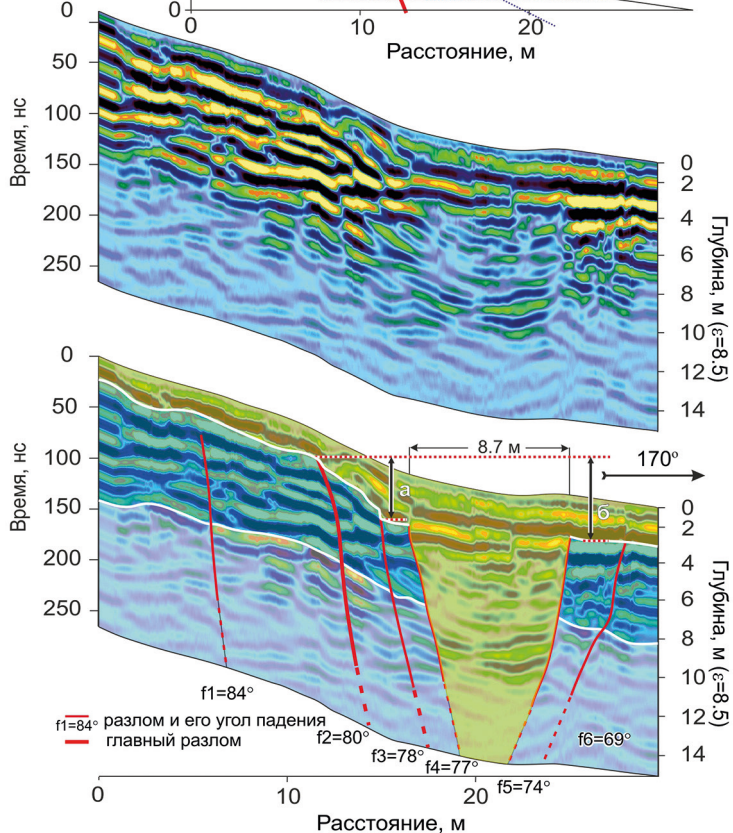 0
10
20
Расстояние, м
0
50
100
150
200
250
Время, нс
0
2
4
6
8
10
12
14
Глубина, м (ε=8.5)
0
50
100
150
200
250
Время, нс
8.7 м
170°
а
б
0
2
4
6
8
10
12
14
Глубина, м (ε=8.5)
f1=84°
f2=80°
f3=78°
f4=77°
f5=74°
f6=69°
f1=84° разлом и его угол падения
главный разлом
0
10
20
Расстояние, м
0